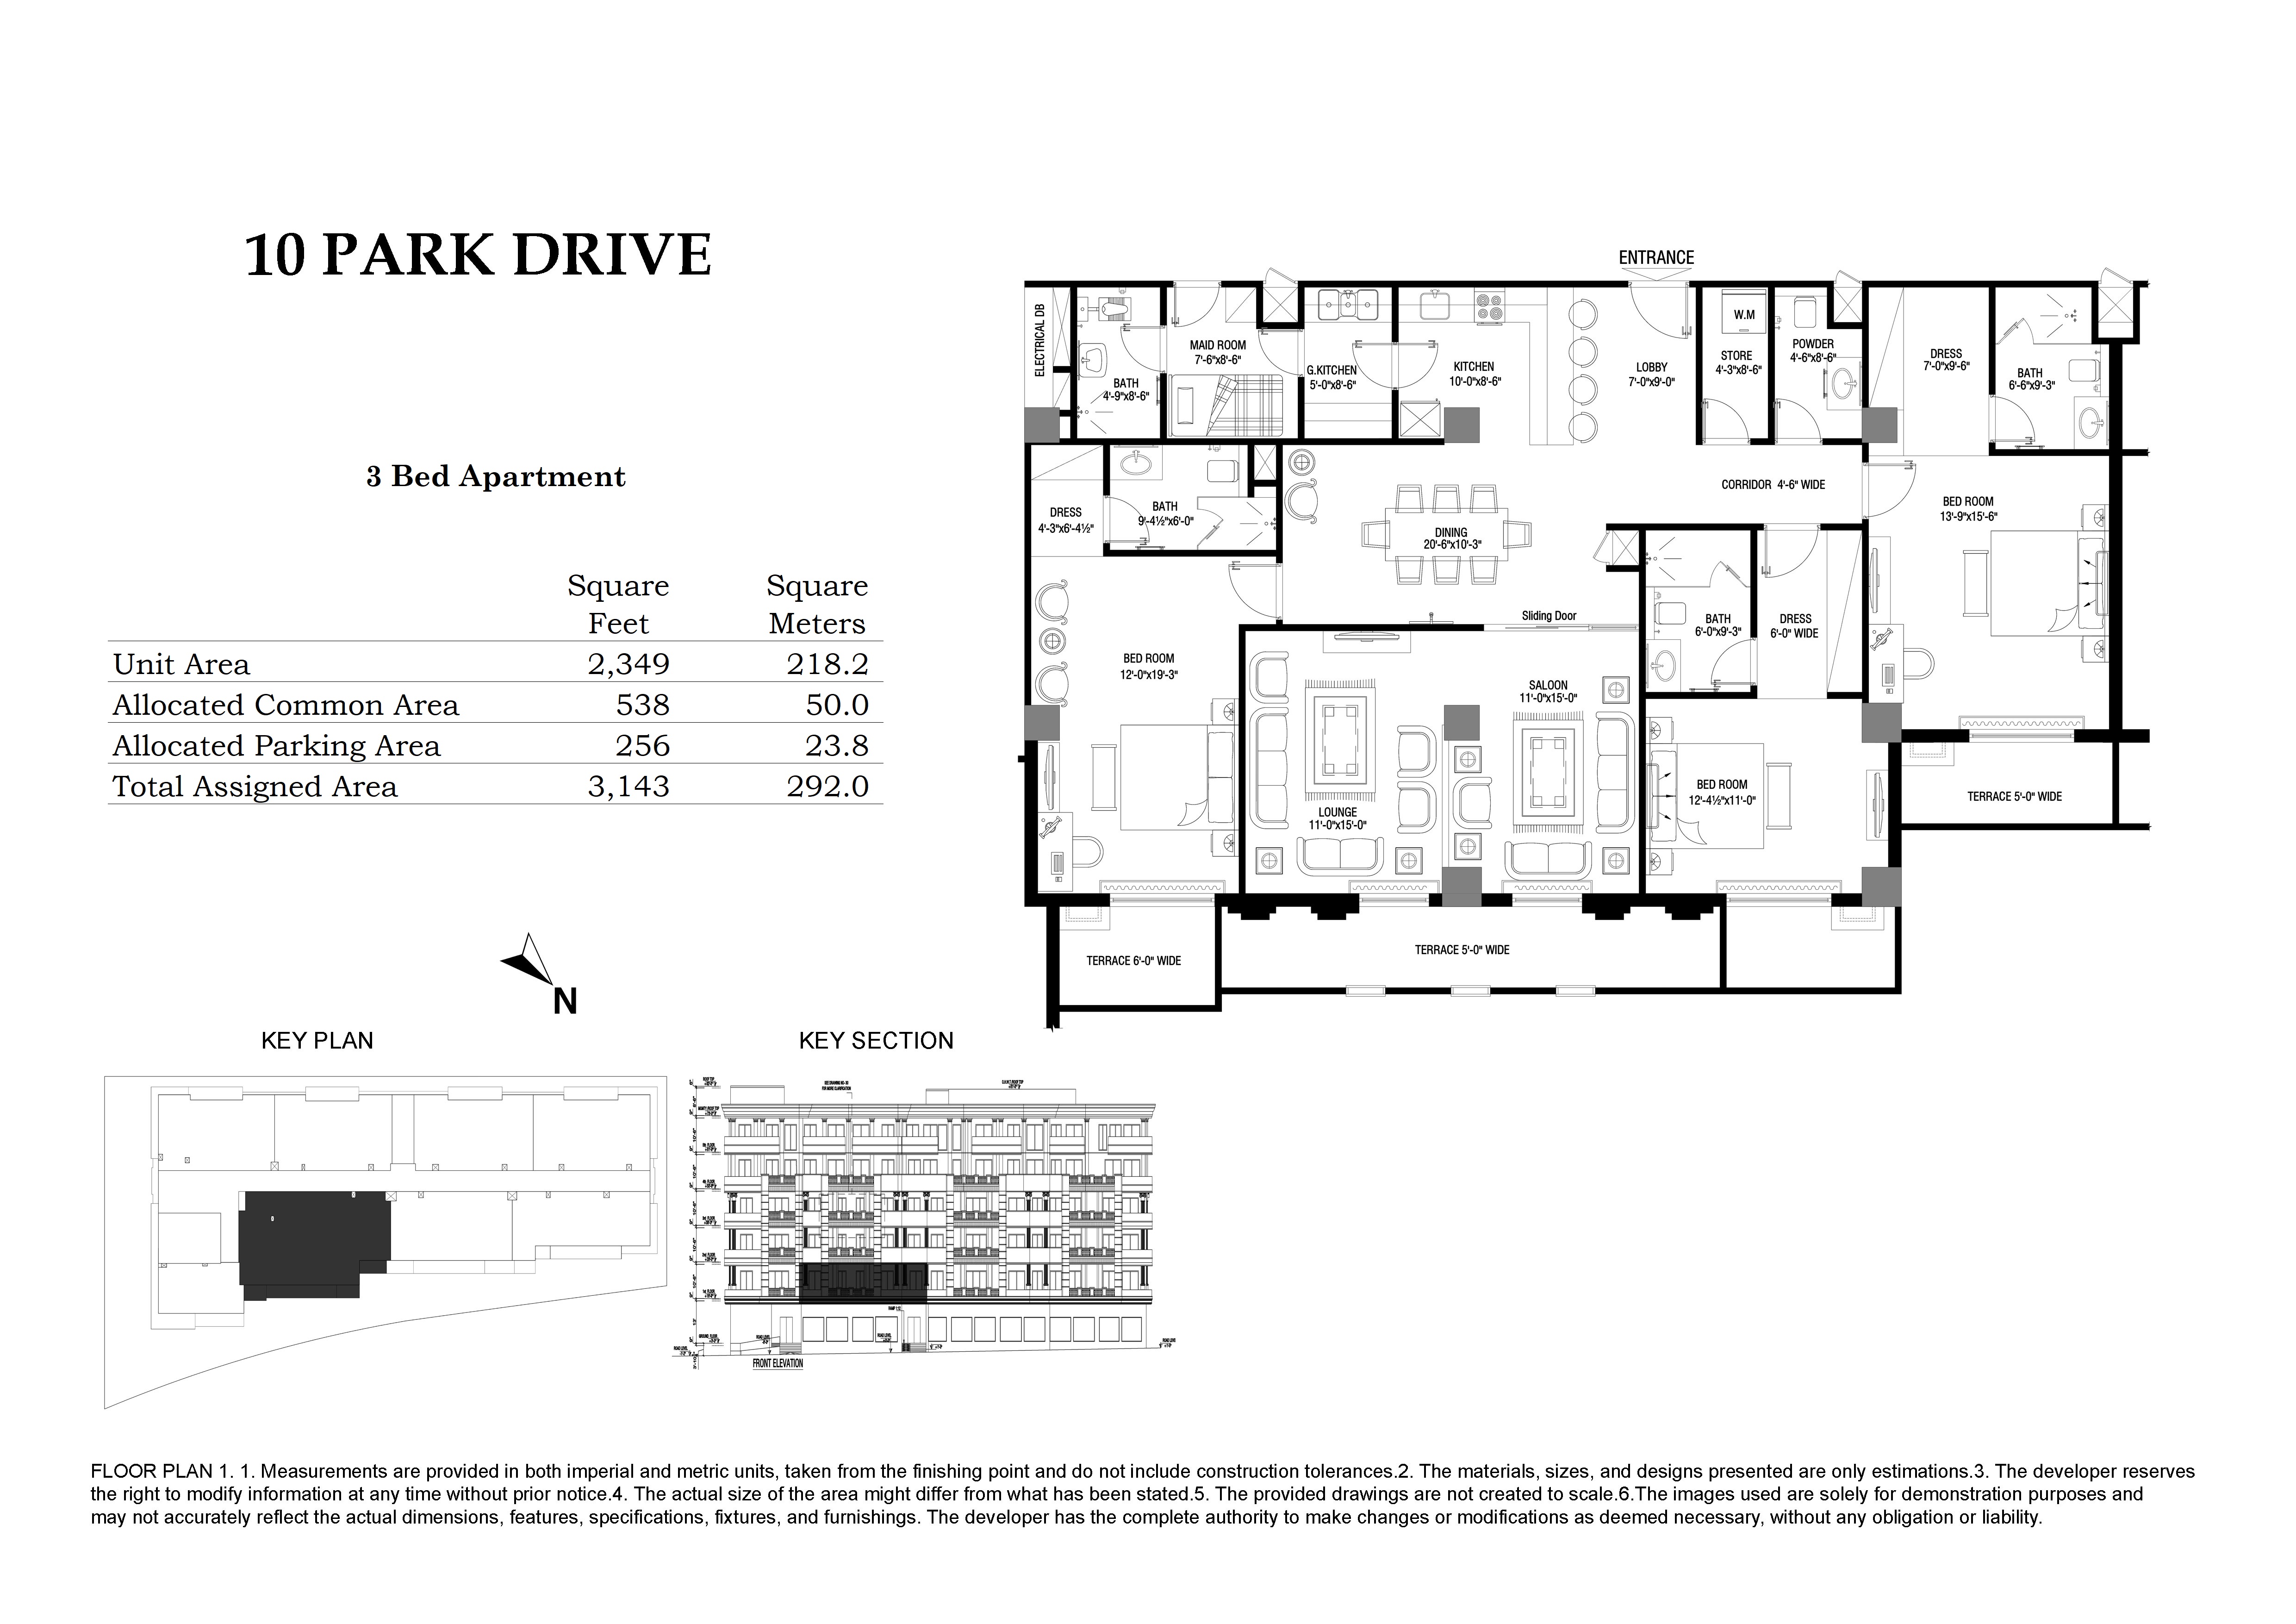 10 PARK DRIVE
3 Bed Apartment
Square Feet
Square Meters
Unit Area 2,349 218.2
Allocated Common Area 538 50.0
Allocated Parking Area 256 23.8
Total Assigned Area 3,143 292.0
N
KEY PLAN
KEY SECTION
FRONT ELEVATION
ENTRANCE
ELECTRICAL DB
BATH
4'-9"x8'-6"
MAID ROOM
7'-6"x8'-6"
G.KITCHEN
5'-0"x8'-6"
KITCHEN
10'-0"x8'-6"
LOBBY
7'-0"x9'-0"
W.M
STORE
4'-3"x8'-6"
POWDER
4'-6"x8'-6"
DRESS
7'-0"x9'-6"
BATH
6'-6"x9'-3"
DRESS
4'-3"x6'-4½"
BATH
9'-4½"x6'-0"
DINING
20'-6"x10'-3"
CORRIDOR 4'-6" WIDE
BED ROOM
13'-9"x15'-6"
Sliding Door
BATH
6'-0"x9'-3"
DRESS
6'-0" WIDE
BED ROOM
12'-0"x19'-3"
SALOON
11'-0"x15'-0"
LOUNGE
11'-0"x15'-0"
BED ROOM
12'-4½"x11'-0"
TERRACE 5'-0" WIDE
TERRACE 6'-0" WIDE
TERRACE 5'-0" WIDE
FLOOR PLAN 1. 1. Measurements are provided in both imperial and metric units, taken from the finishing point and do not include construction tolerances.2. The materials, sizes, and designs presented are only estimations.3. The developer reserves
the right to modify information at any time without prior notice.4. The actual size of the area might differ from what has been stated.5. The provided drawings are not created to scale.6.The images used are solely for demonstration purposes and
may not accurately reflect the actual dimensions, features, specifications, fixtures, and furnishings. The developer has the complete authority to make changes or modifications as deemed necessary, without any obligation or liability.